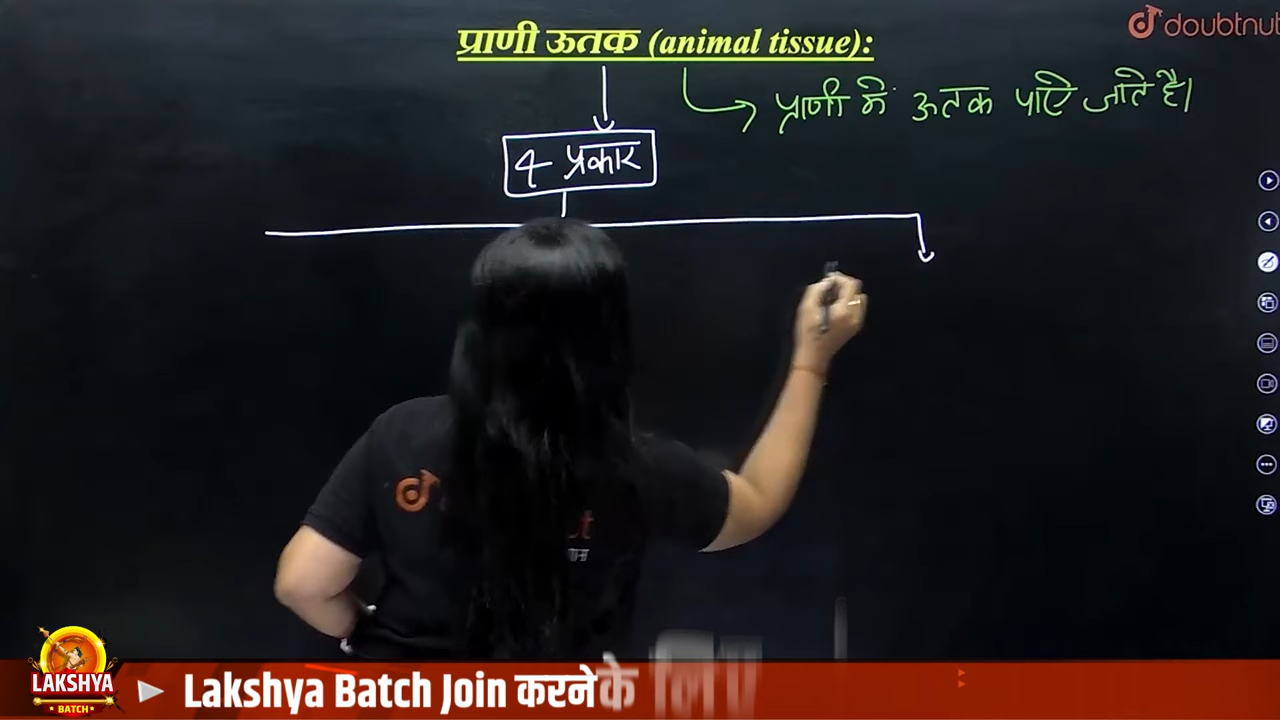 प्राणी ऊतक (animal tissue):
doubtnut
प्राणी में ऊतक पाऐ जाते है।
4 प्रकार
LAKSHYA
BATCH
Lakshya Batch Join करने के लिए